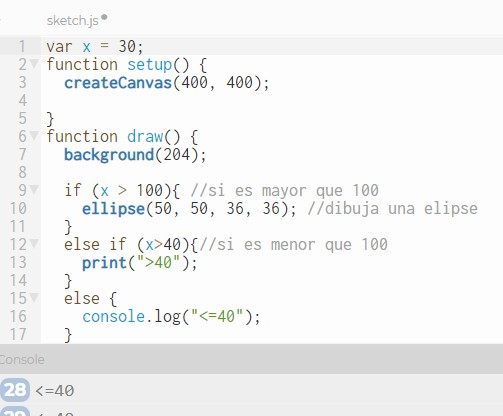 sketch.js
1 var x = 30;
2 function setup() {
3 createCanvas(400, 400);
4
5 }
6 function draw() {
7 background(204);
8
9 if (x > 100){ //si es mayor que 100
10 ellipse(50, 50, 36, 36); //dibuja una elipse
11 }
12 else if (x>40){//si es menor que 100
13 print(">40");
14 }
15 else {
16 console.log("<=40");
17 }
Console
28 <=40